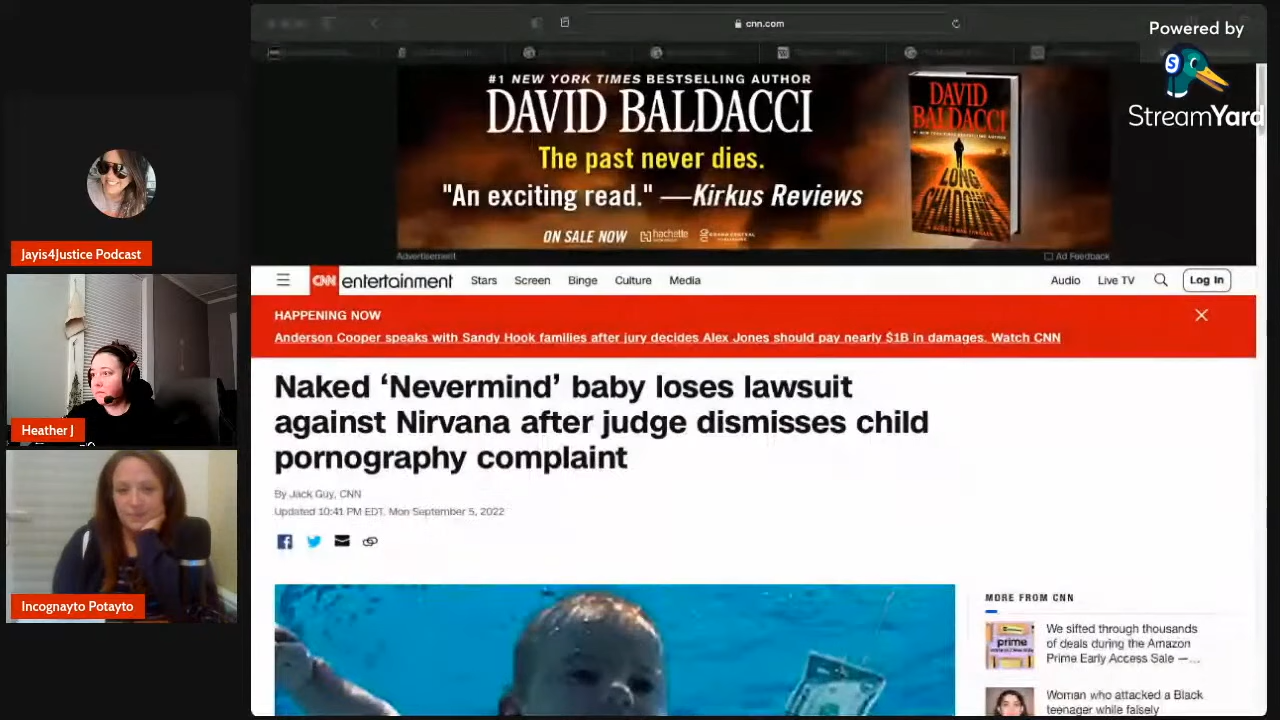 cnn.com
Powered by
StreamYard
#1 NEW YORK TIMES BESTSELLING AUTHOR
DAVID BALDACCI
The past never dies.
"An exciting read." —Kirkus Reviews
ON SALE NOW
hachette
DAVID
BALDACCI
LONG
SHADOWS
Advertisement
Ad Feedback
CNN entertainment Stars Screen Binge Culture Media Audio Live TV Log In
HAPPENING NOW
Anderson Cooper speaks with Sandy Hook families after jury decides Alex Jones should pay nearly $1B in damages. Watch CNN
Naked ‘Nevermind’ baby loses lawsuit
against Nirvana after judge dismisses child
pornography complaint
By Jack Guy, CNN
Updated 10:41 PM EDT, Mon September 5, 2022
MORE FROM CNN
We sifted through thousands
of deals during the Amazon
Prime Early Access Sale —...
prime
Woman who attacked a Black
teenager while falsely
Jayis4Justice Podcast
Heather J
Incognayto Potayto